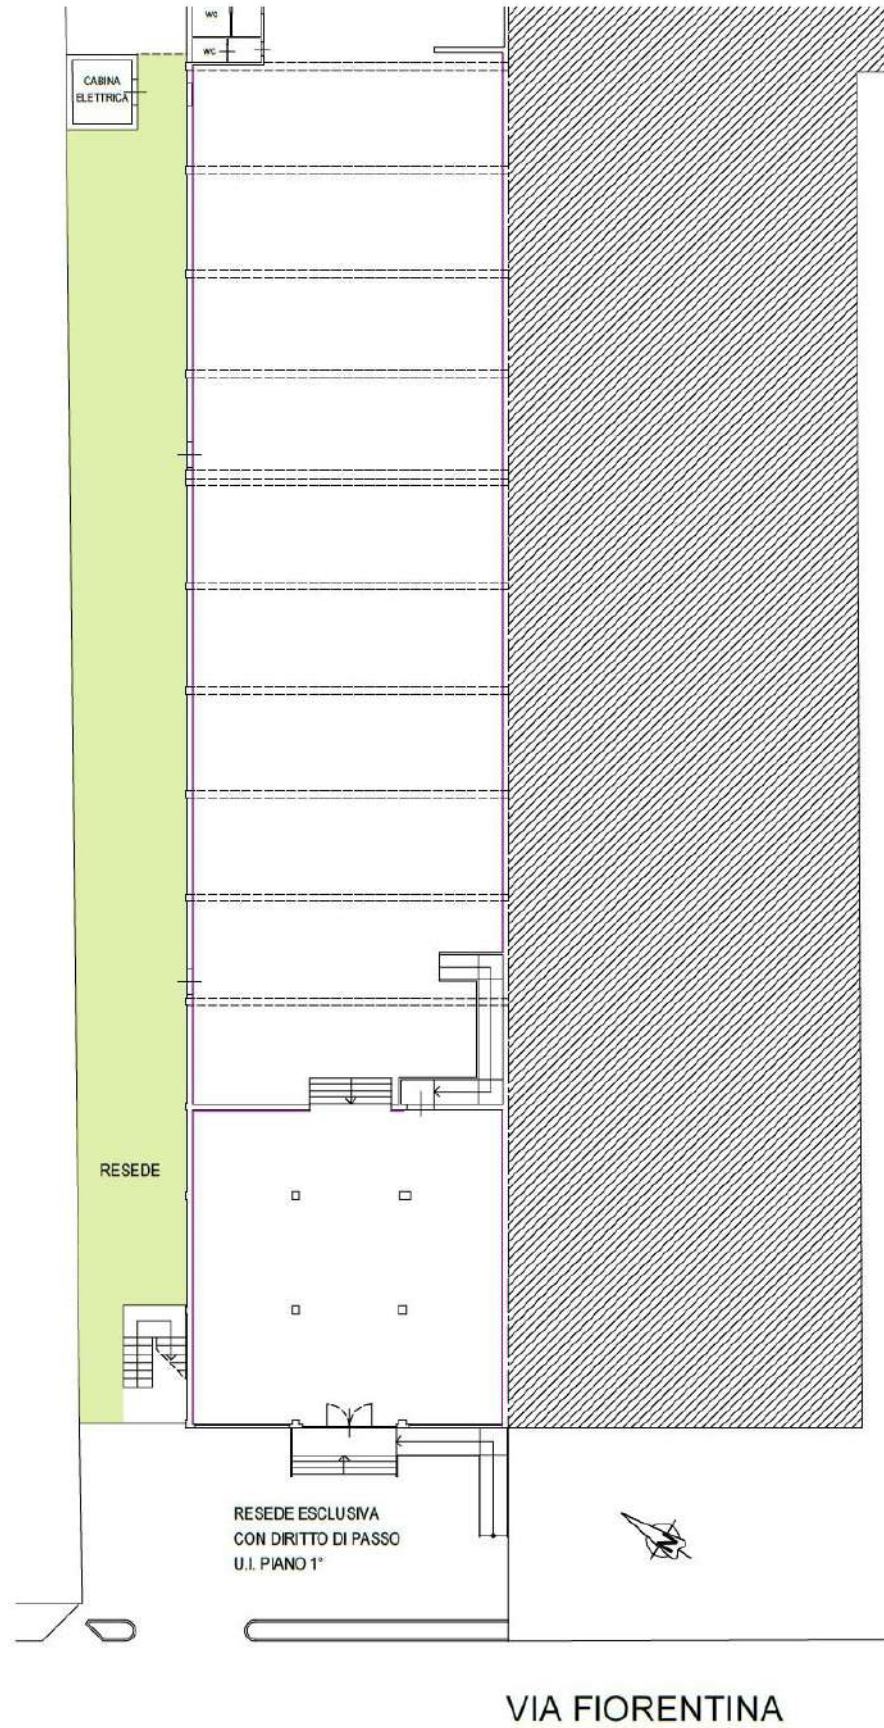 WC
WC
CABINA
ELETTRICA
RESEDE
RESEDE ESCLUSIVA
CON DIRITTO DI PASSO
U.I. PIANO 1°
N
VIA FIORENTINA